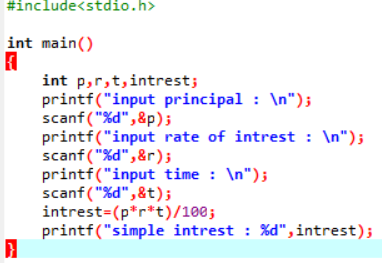 #include<stdio.h>
int main()
{
int p,r,t,intrest;
printf("input principal : \n");
scanf("%d",&p);
printf("input rate of intrest : \n");
scanf("%d",&r);
printf("input time : \n");
scanf("%d",&t);
intrest=(p*r*t)/100;
printf("simple intrest : %d",intrest);
}